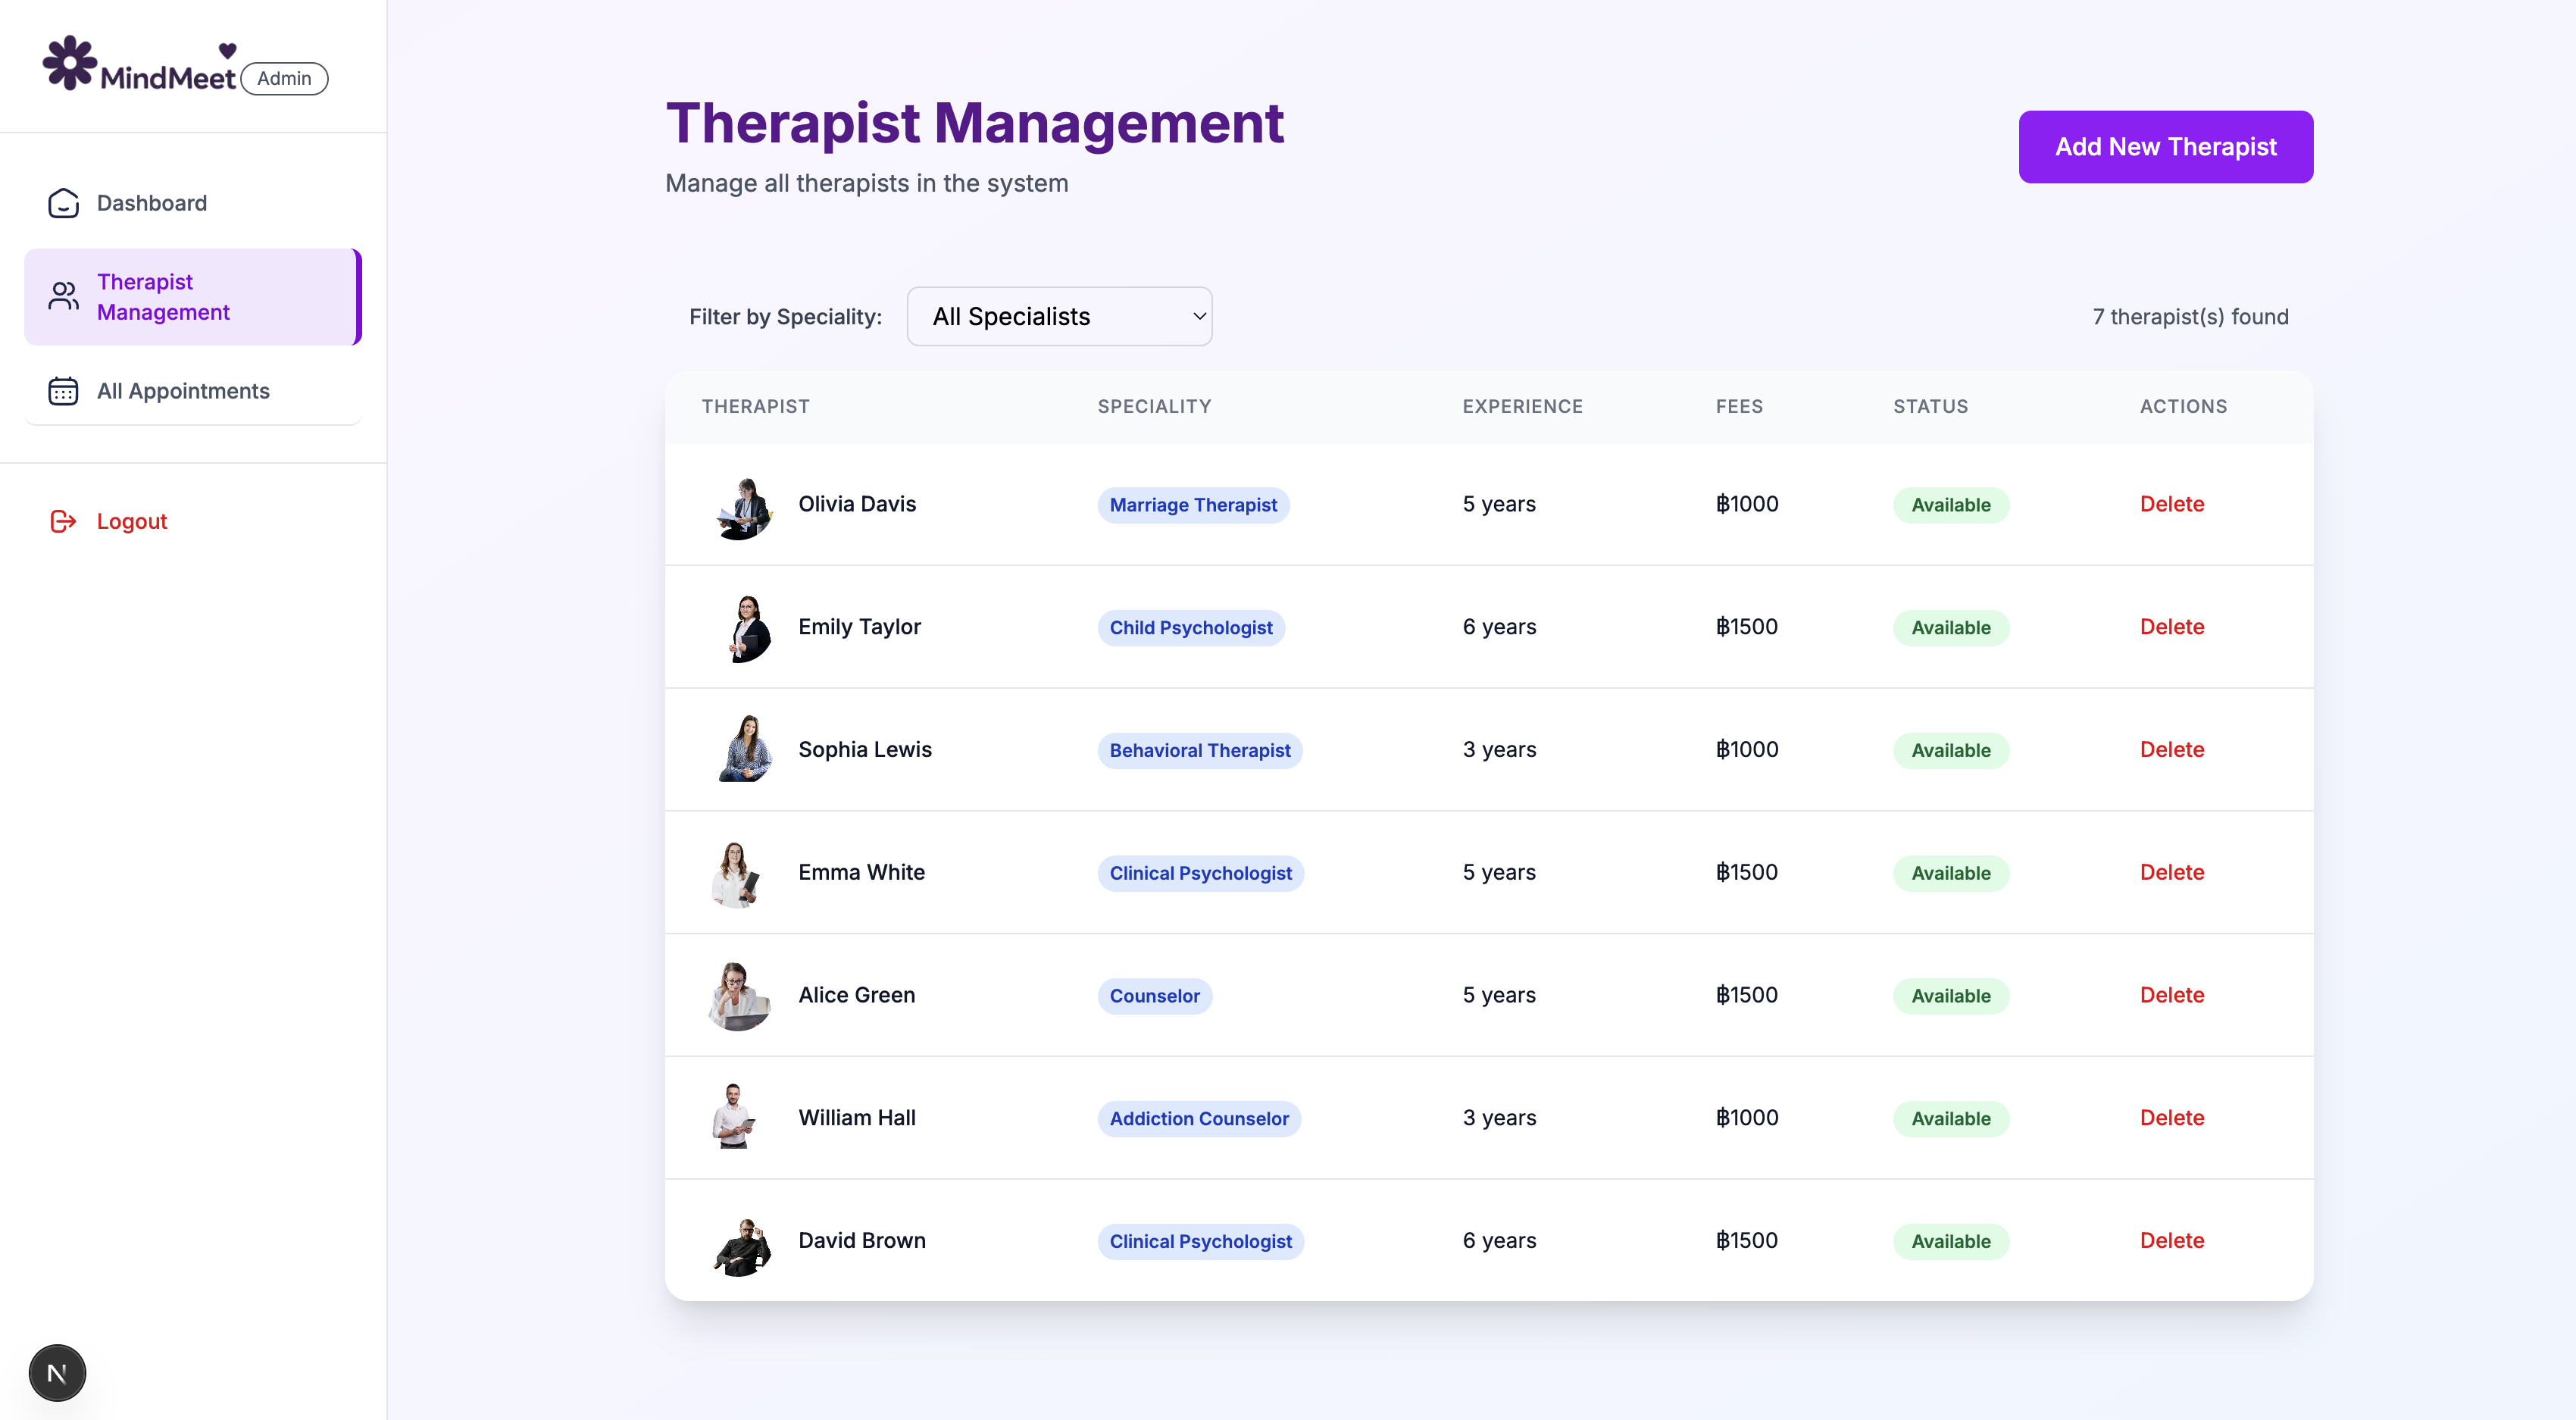 MindMeet Admin
Dashboard
Therapist
Management
All Appointments
Logout
N
Therapist Management
Manage all therapists in the system
Add New Therapist
Filter by Speciality: All Specialists 7 therapist(s) found
THERAPIST SPECIALITY EXPERIENCE FEES STATUS ACTIONS
Olivia Davis Marriage Therapist 5 years ฿1000 Available Delete
Emily Taylor Child Psychologist 6 years ฿1500 Available Delete
Sophia Lewis Behavioral Therapist 3 years ฿1000 Available Delete
Emma White Clinical Psychologist 5 years ฿1500 Available Delete
Alice Green Counselor 5 years ฿1500 Available Delete
William Hall Addiction Counselor 3 years ฿1000 Available Delete
David Brown Clinical Psychologist 6 years ฿1500 Available Delete